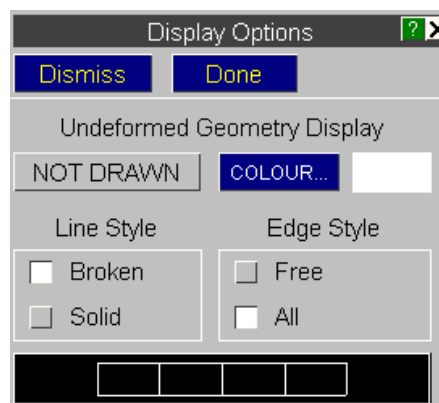 Display Options ? X
Dismiss Done
Undeformed Geometry Display
NOT DRAWN COLOUR...
Line Style Edge Style
Broken Free
Solid All